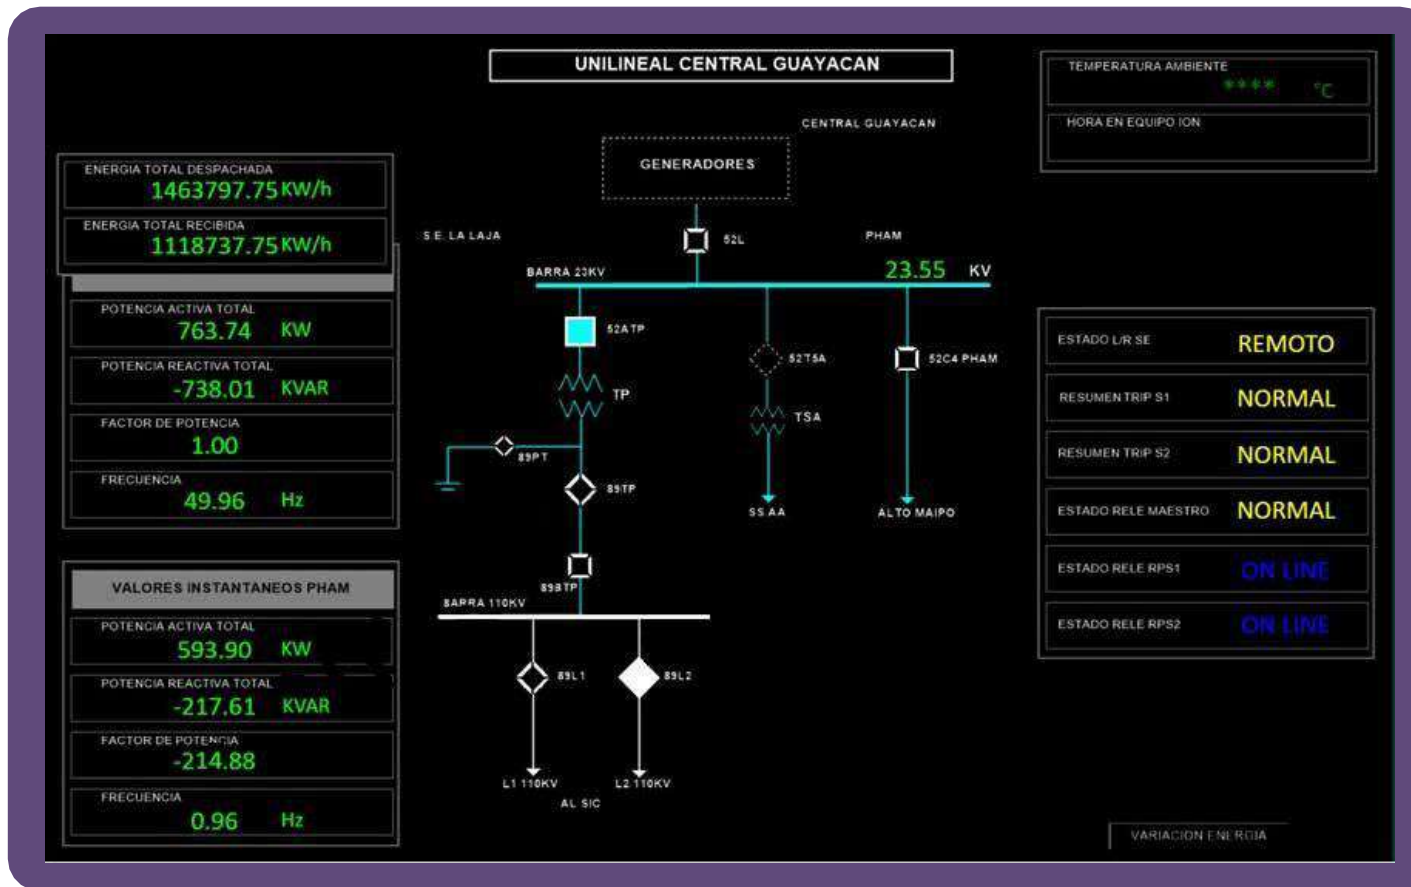 UNILINEAL CENTRAL GUAYACAN
TEMPERATURA AMBIENTE
**** °C
HORA EN EQUIPO ION
CENTRAL GUAYACAN
GENERADORES
ENERGIA TOTAL DESPACHADA
1463797.75 KW/h
ENERGIA TOTAL RECIBIDA
1118737.75 KW/h
POTENCIA ACTIVA TOTAL
763.74 KW
POTENCIA REACTIVA TOTAL
-738.01 KVAR
FACTOR DE POTENCIA
1.00
FRECUENCIA
49.96 Hz
VALORES INSTANTANEOS PHAM
POTENCIA ACTIVA TOTAL
593.90 KW
POTENCIA REACTIVA TOTAL
-217.61 KVAR
FACTOR DE POTENCIA
-214.88
FRECUENCIA
0.96 Hz
S.E. LA LAJA
52L
PHAM
BARRA 23KV
23.55 KV
52ATP
52TSA
52C4 PHAM
TP
TSA
89PT
89TP
SS.AA
ALTO MAIPO
89BTP
BARRA 110KV
89L1
89L2
L1 110KV
L2 110KV
AL SIC
ESTADO L/R SE REMOTO
RESUMEN TRIP S1 NORMAL
RESUMEN TRIP S2 NORMAL
ESTADO RELE MAESTRO NORMAL
ESTADO RELE RPS1 ON LINE
ESTADO RELE RPS2 ON LINE
VARIACION ENERGIA